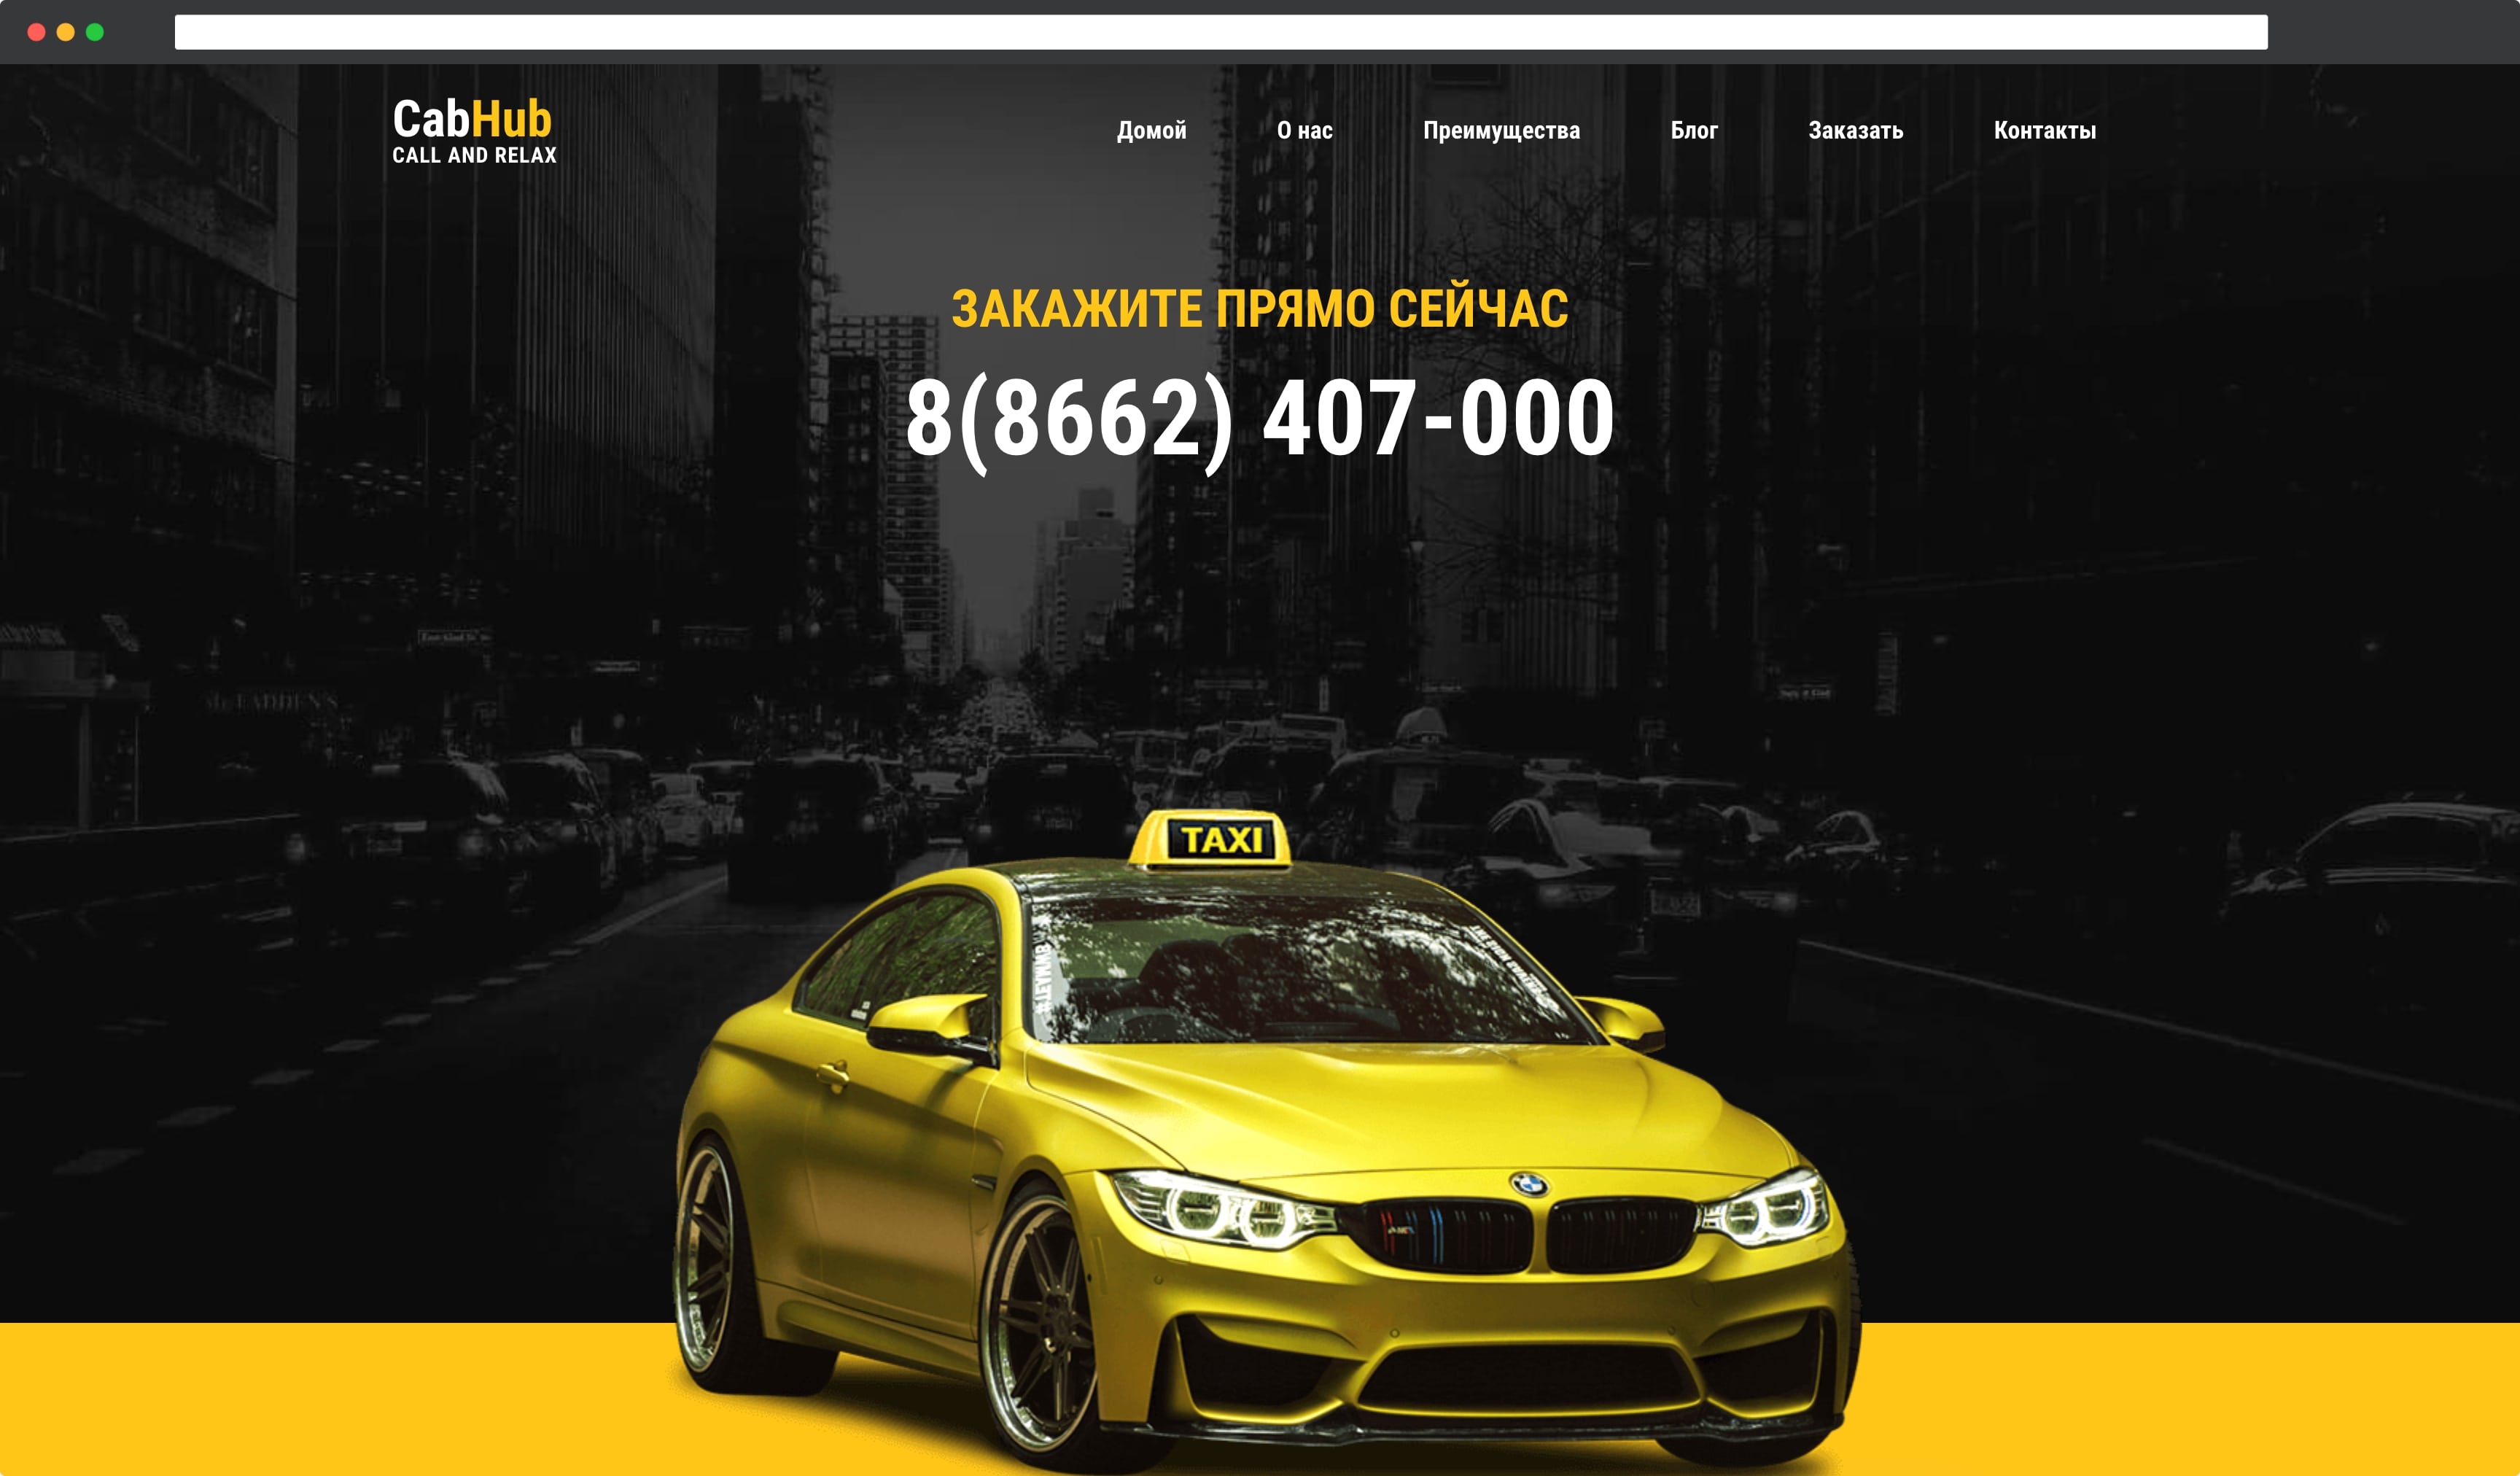 CabHub
CALL AND RELAX
Домой
О нас
Преимущества
Блог
Заказать
Контакты
ЗАКАЖИТЕ ПРЯМО СЕЙЧАС
8(8662) 407-000
TAXI